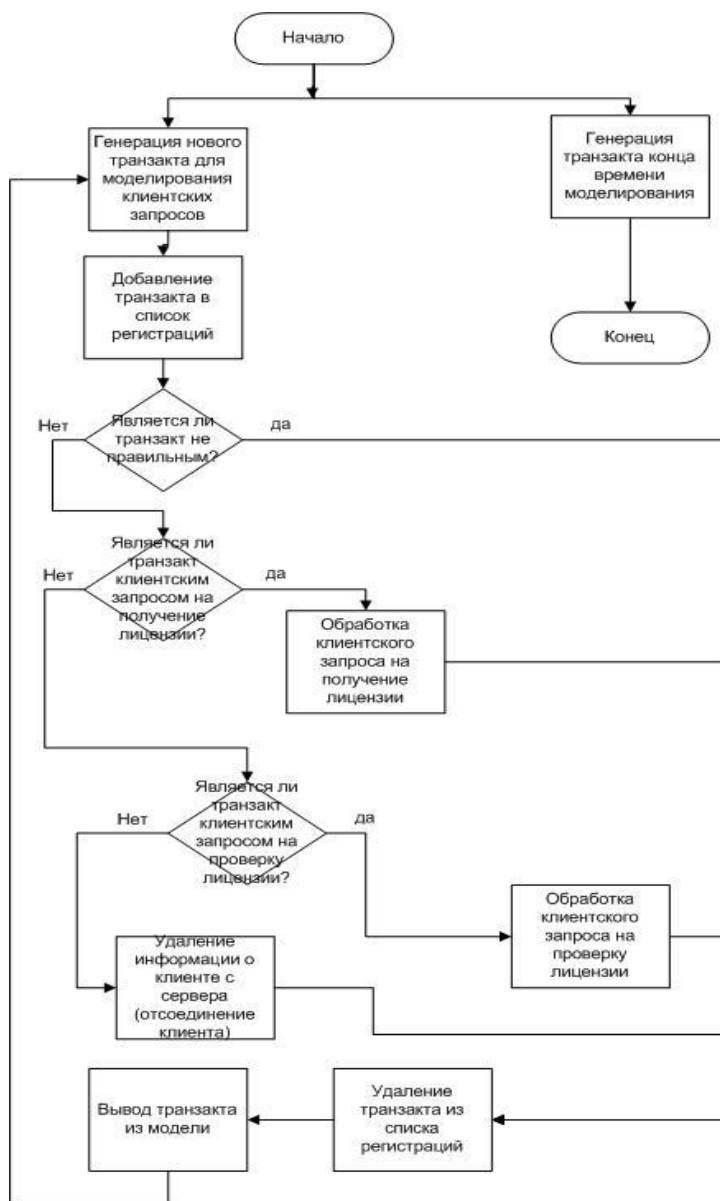 Начало
Генерация нового
транзакта для
моделирования
клиентских
запросов
Генерация
транзакта конца
времени
моделирования
Добавление
транзакта в
список
регистраций
Конец
Нет
Является ли
транзакт не
правильным?
да
Нет
Является ли
транзакт
клиентским
запросом на
получение
лицензии?
да
Обработка
клиентского
запроса на
получение
лицензии
Нет
Является ли
транзакт
клиентским
запросом на
проверку
лицензии?
да
Обработка
клиентского
запроса на
проверку
лицензии
Удаление
информации о
клиенте с
сервера
(отсоединение
клиента)
Вывод транзакта
из модели
Удаление
транзакта из
списка
регистраций